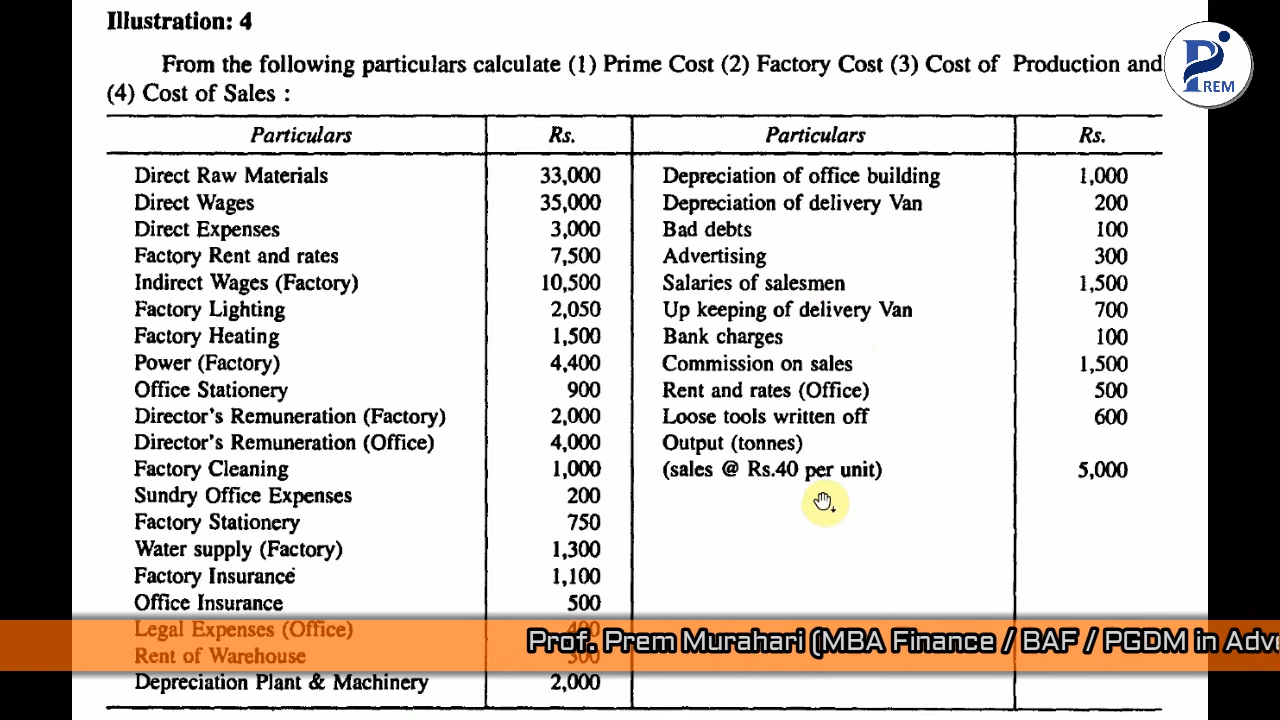 Illustration: 4
From the following particulars calculate (1) Prime Cost (2) Factory Cost (3) Cost of Production and
(4) Cost of Sales :
PREM
Particulars Rs. Particulars Rs.
Direct Raw Materials 33,000 Depreciation of office building 1,000
Direct Wages 35,000 Depreciation of delivery Van 200
Direct Expenses 3,000 Bad debts 100
Factory Rent and rates 7,500 Advertising 300
Indirect Wages (Factory) 10,500 Salaries of salesmen 1,500
Factory Lighting 2,050 Up keeping of delivery Van 700
Factory Heating 1,500 Bank charges 100
Power (Factory) 4,400 Commission on sales 1,500
Office Stationery 900 Rent and rates (Office) 500
Director's Remuneration (Factory) 2,000 Loose tools written off 600
Director's Remuneration (Office) 4,000 Output (tonnes)
Factory Cleaning 1,000 (sales @ Rs.40 per unit) 5,000
Sundry Office Expenses 200
Factory Stationery 750
Water supply (Factory) 1,300
Factory Insurance 1,100
Office Insurance 500
Legal Expenses (Office)
Rent of Warehouse
Prof. Prem Murahari (MBA Finance / BAF / PGDM in Adve
Depreciation Plant & Machinery 2,000